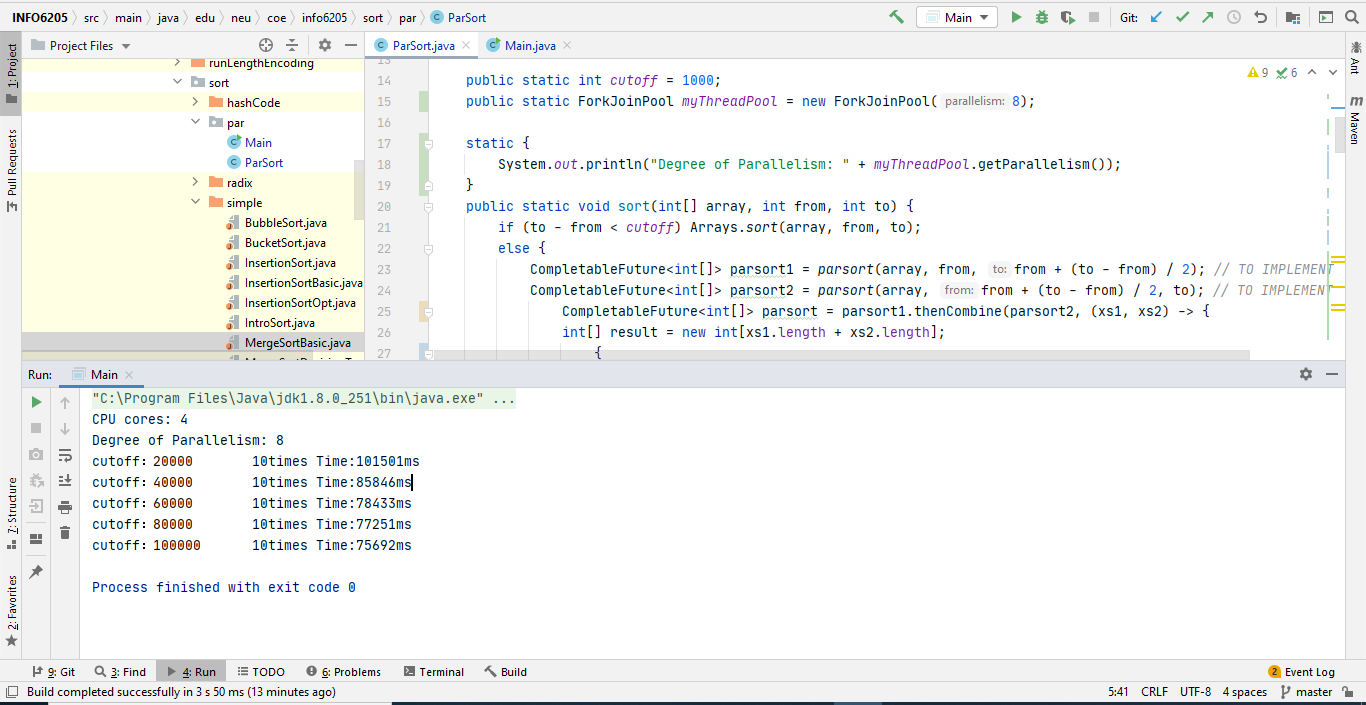 INFO6205 〉 src 〉 main 〉 java 〉 edu 〉 neu 〉 coe 〉 info6205 〉 sort 〉 par 〉 ParSort
Main
Git:
1: Project
Pull Requests
7: Structure
2: Favorites
Project Files
ParSort.java
Main.java
Ant
Maven
runLengthEncoding
sort
hashCode
par
Main
ParSort
radix
simple
BubbleSort.java
BucketSort.java
InsertionSort.java
InsertionSortBasic.java
InsertionSortOpt.java
IntroSort.java
MergeSortBasic.java
9 6
13
14 public static int cutoff = 1000;
15 public static ForkJoinPool myThreadPool = new ForkJoinPool( parallelism: 8);
16
17 static {
18 System.out.println("Degree of Parallelism: " + myThreadPool.getParallelism());
19 }
20 public static void sort(int[] array, int from, int to) {
21 if (to - from < cutoff) Arrays.sort(array, from, to);
22 else {
23 CompletableFuture<int[]> parsort1 = parsort(array, from, to: from + (to - from) / 2); // TO IMPLEMENT
24 CompletableFuture<int[]> parsort2 = parsort(array, from: from + (to - from) / 2, to); // TO IMPLEMENT
25 CompletableFuture<int[]> parsort = parsort1.thenCombine(parsort2, (xs1, xs2) -> {
26 int[] result = new int[xs1.length + xs2.length];
27 {
Run: Main
"C:\Program Files\Java\jdk1.8.0_251\bin\java.exe" ...
CPU cores: 4
Degree of Parallelism: 8
cutoff：20000 10times Time:101501ms
cutoff：40000 10times Time:85846ms
cutoff：60000 10times Time:78433ms
cutoff：80000 10times Time:77251ms
cutoff：100000 10times Time:75692ms
Process finished with exit code 0
9: Git 3: Find 4: Run TODO 6: Problems Terminal Build 2 Event Log
Build completed successfully in 3 s 50 ms (13 minutes ago) 5:41 CRLF UTF-8 4 spaces master